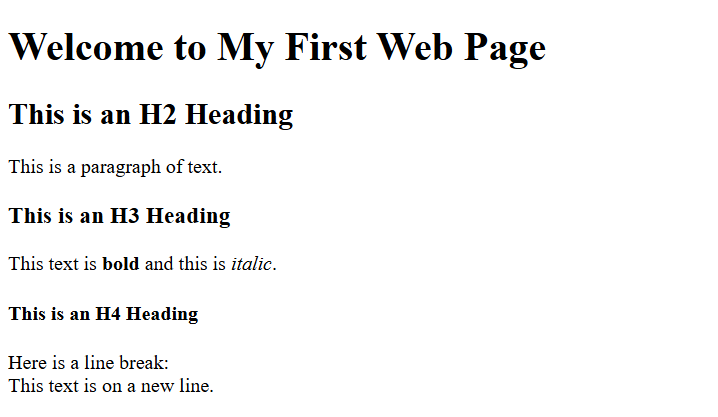 Welcome to My First Web Page
This is an H2 Heading
This is a paragraph of text.
This is an H3 Heading
This text is bold and this is italic.
This is an H4 Heading
Here is a line break:
This text is on a new line.